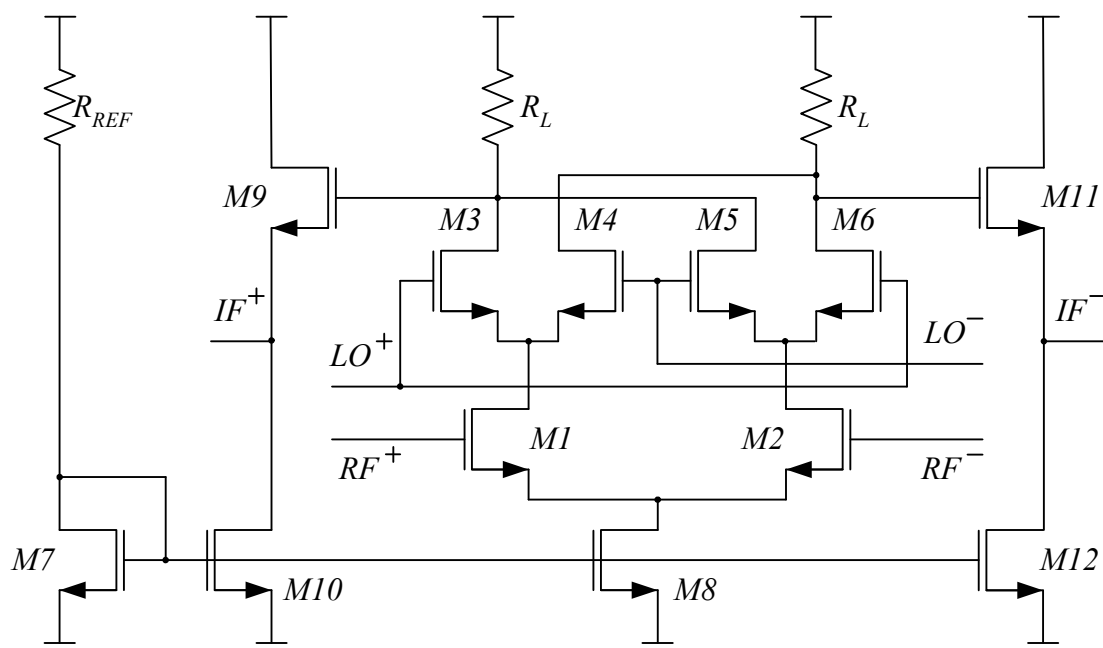 R_REF
R_L
R_L
M9
M11
M3
M4
M5
M6
IF+
IF−
LO+
LO−
M1
M2
RF+
RF−
M7
M10
M8
M12